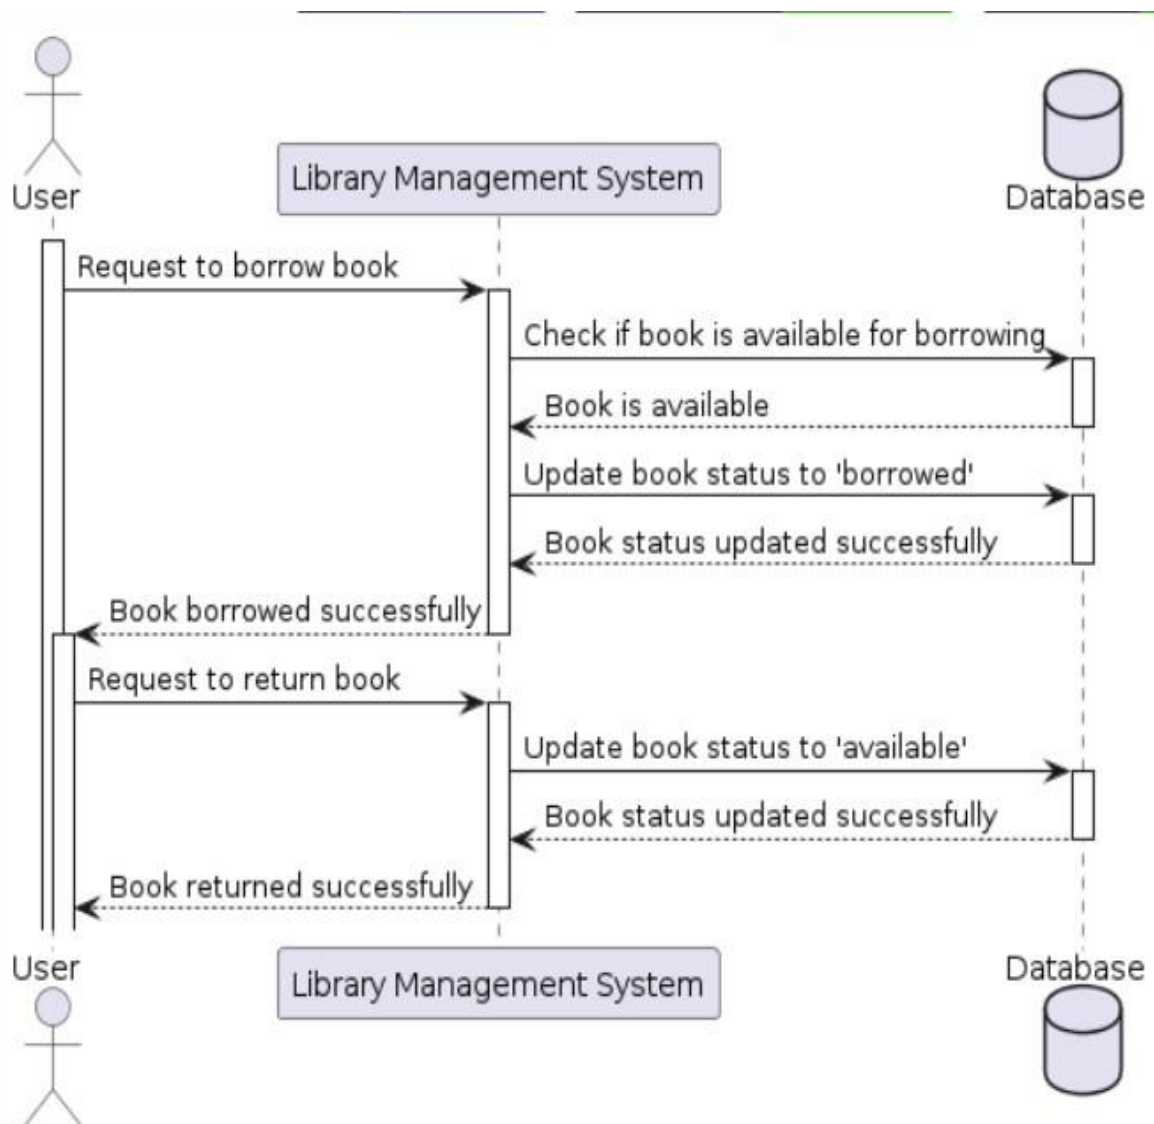 User
Library Management System
Database
Request to borrow book
Check if book is available for borrowing
Book is available
Update book status to 'borrowed'
Book status updated successfully
Book borrowed successfully
Request to return book
Update book status to 'available'
Book status updated successfully
Book returned successfully
User
Library Management System
Database